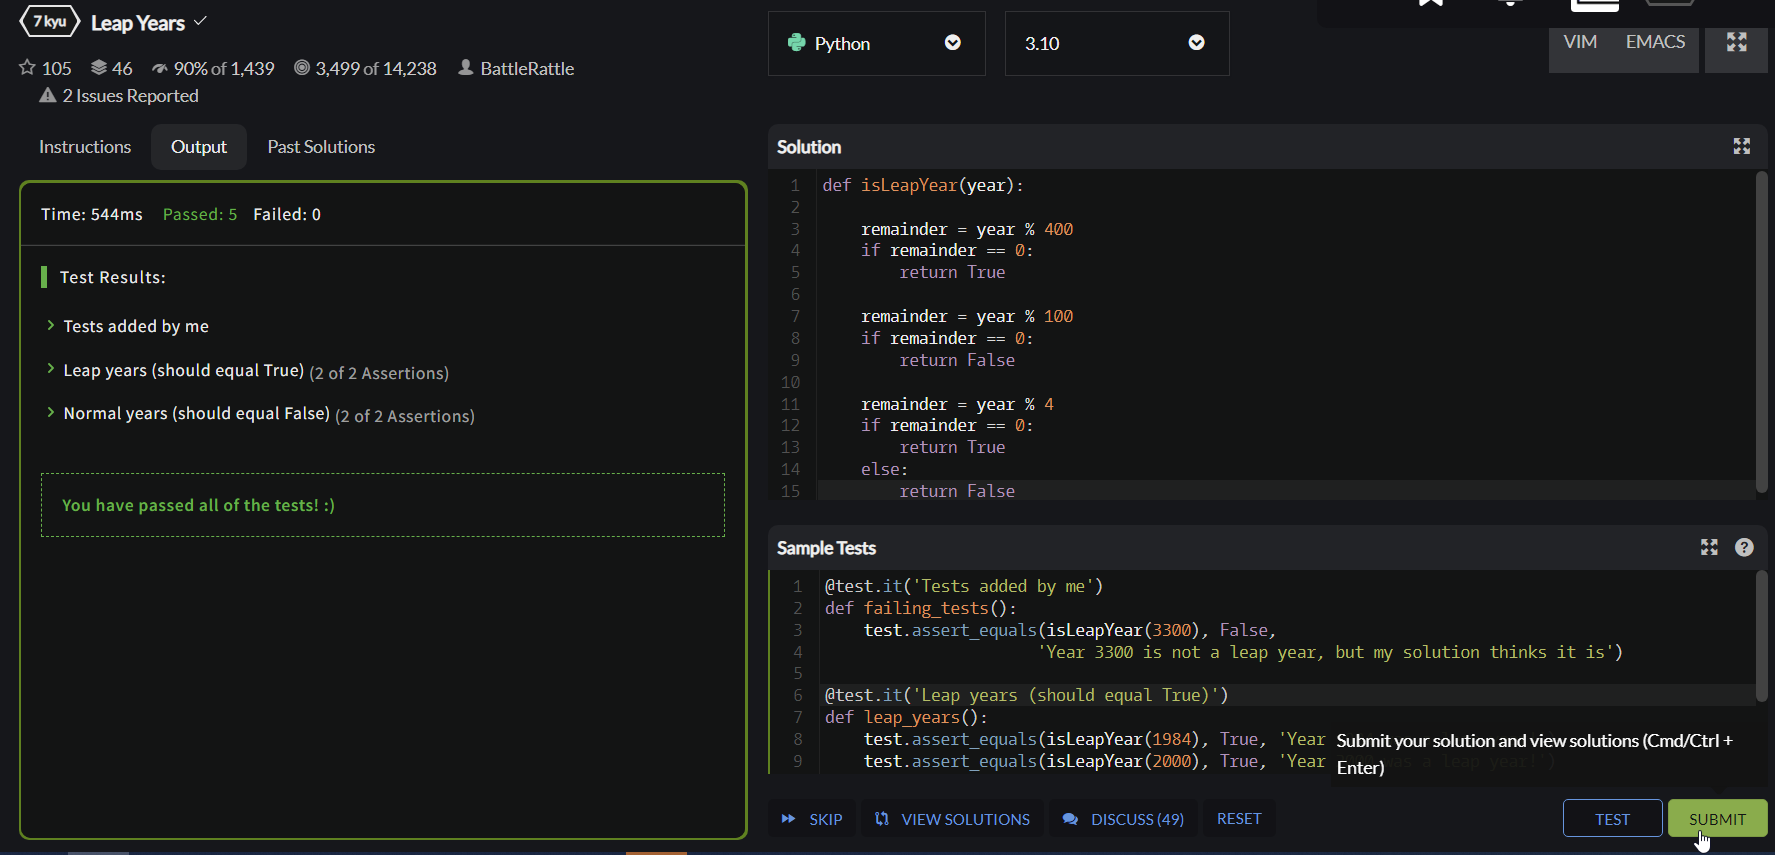 7 kyu Leap Years
105 46 90% of 1,439 3,499 of 14,238 BattleRattle
2 Issues Reported
Instructions Output Past Solutions
Time: 544ms Passed: 5 Failed: 0
Test Results:
Tests added by me
Leap years (should equal True) (2 of 2 Assertions)
Normal years (should equal False) (2 of 2 Assertions)
You have passed all of the tests! :)
Python 3.10 VIM EMACS
Solution
1 def isLeapYear(year):
2
3 remainder = year % 400
4 if remainder == 0:
5 return True
6
7 remainder = year % 100
8 if remainder == 0:
9 return False
10
11 remainder = year % 4
12 if remainder == 0:
13 return True
14 else:
15 return False
Sample Tests
1 @test.it('Tests added by me')
2 def failing_tests():
3 test.assert_equals(isLeapYear(3300), False,
4 'Year 3300 is not a leap year, but my solution thinks it is')
5
6 @test.it('Leap years (should equal True)')
7 def leap_years():
8 test.assert_equals(isLeapYear(1984), True, 'Year
9 test.assert_equals(isLeapYear(2000), True, 'Year was a leap year!')
Submit your solution and view solutions (Cmd/Ctrl +
Enter)
SKIP VIEW SOLUTIONS DISCUSS (49) RESET TEST SUBMIT